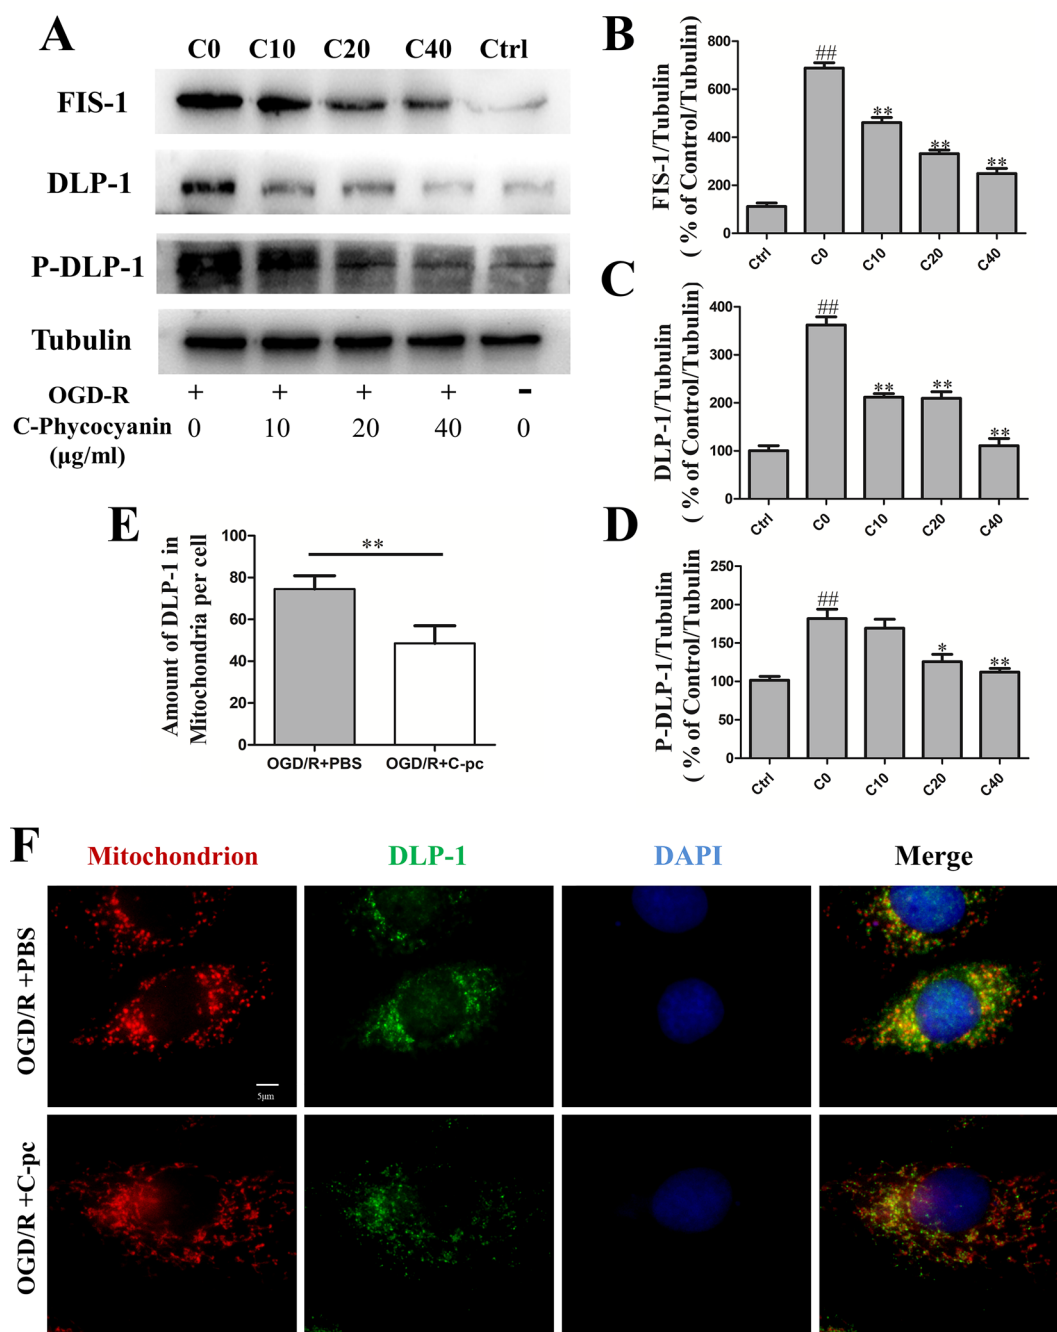 A
C0 C10 C20 C40 Ctrl
FIS-1
DLP-1
P-DLP-1
Tubulin
OGD-R + + + + -
C-Phycocyanin 0 10 20 40 0
(μg/ml)
B
FIS-1/Tubulin
( % of Control/Tubulin)
800
600
400
200
0
##
**
**
**
Ctrl C0 C10 C20 C40
C
DLP-1/Tubulin
( % of Control/Tubulin)
400
300
200
100
0
##
**
**
**
Ctrl C0 C10 C20 C40
D
P-DLP-1/Tubulin
( % of Control/Tubulin)
250
200
150
100
50
0
##
*
**
Ctrl C0 C10 C20 C40
E
Amount of DLP-1 in
Mitochondria per cell
100
80
60
40
20
0
**
OGD/R+PBS OGD/R+C-pc
F
Mitochondrion DLP-1 DAPI Merge
OGD/R +PBS
5μm
OGD/R +C-pc